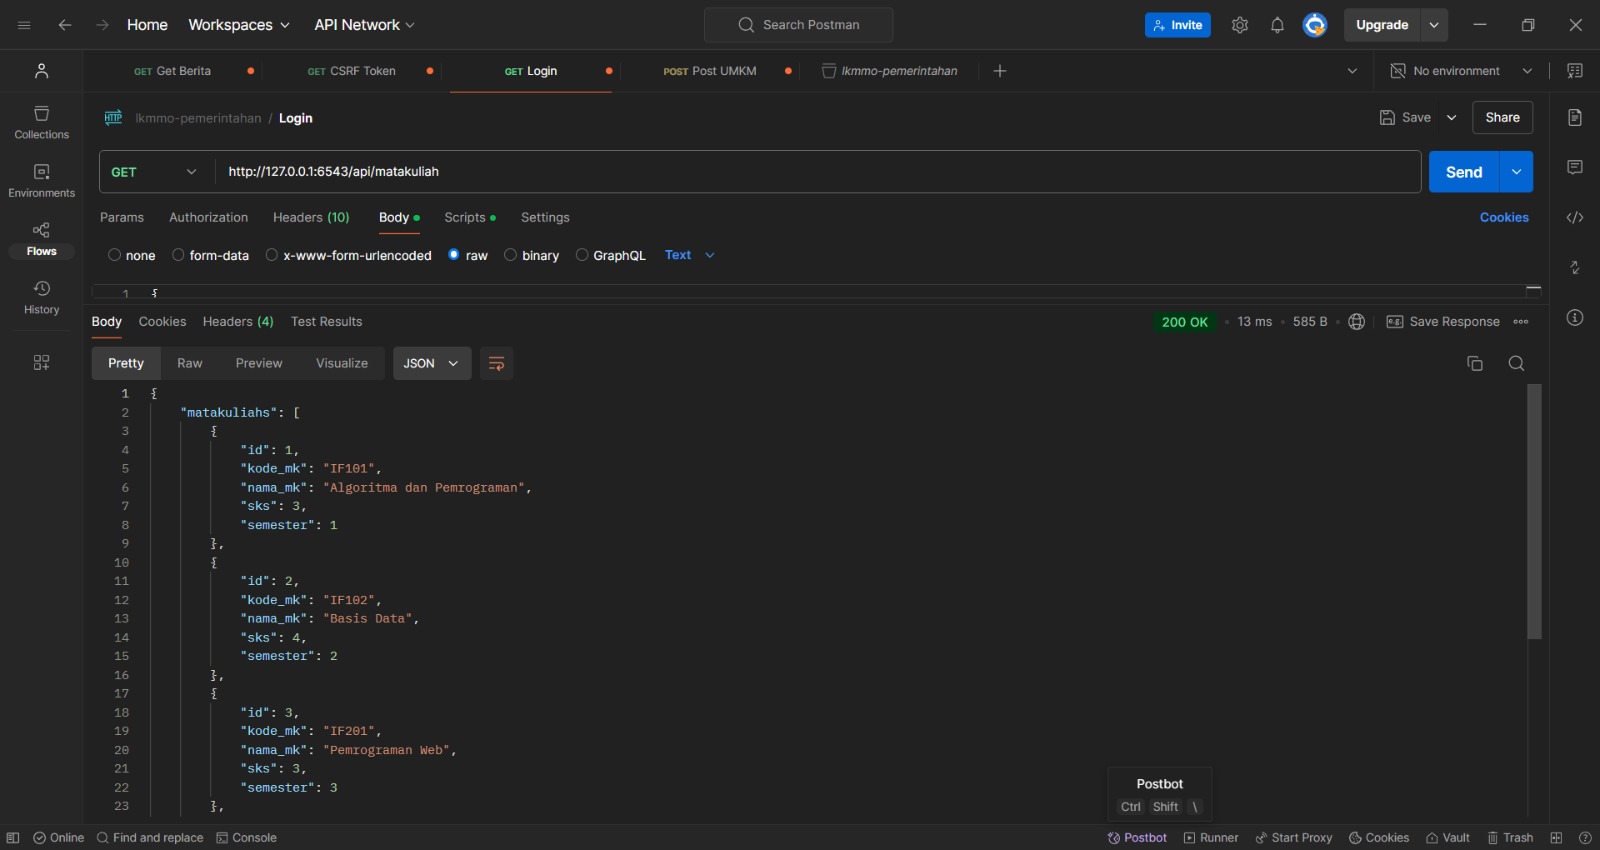 Home Workspaces API Network Search Postman Invite Upgrade
GET Get Berita GET CSRF Token GET Login POST Post UMKM lkmmo-pemerintahan No environment
HTTP lkmmo-pemerintahan / Login Save Share
GET http://127.0.0.1:6543/api/matakuliah Send
Params Authorization Headers (10) Body Scripts Settings Cookies
none form-data x-www-form-urlencoded raw binary GraphQL Text
Collections
Environments
Flows
History
1 {
Body Cookies Headers (4) Test Results 200 OK 13 ms 585 B e.g. Save Response
Pretty Raw Preview Visualize JSON
1 {
2 "matakuliahs": [
3 {
4 "id": 1,
5 "kode_mk": "IF101",
6 "nama_mk": "Algoritma dan Pemrograman",
7 "sks": 3,
8 "semester": 1
9 },
10 {
11 "id": 2,
12 "kode_mk": "IF102",
13 "nama_mk": "Basis Data",
14 "sks": 4,
15 "semester": 2
16 },
17 {
18 "id": 3,
19 "kode_mk": "IF201",
20 "nama_mk": "Pemrograman Web",
21 "sks": 3,
22 "semester": 3
23 },
Postbot
Ctrl Shift \
Online Find and replace Console Postbot Runner Start Proxy Cookies Vault Trash